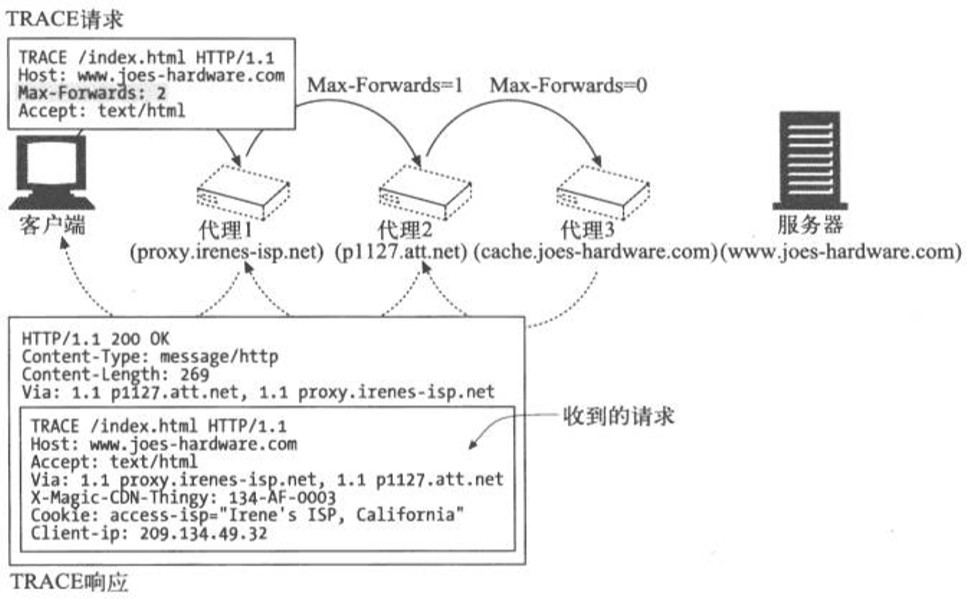 TRACE请求
TRACE /index.html HTTP/1.1
Host: www.joes-hardware.com
Max-Forwards: 2
Accept: text/html
Max-Forwards=1
Max-Forwards=0
客户端
代理1
(proxy.irenes-isp.net)
代理2
(p1127.att.net)
代理3
(cache.joes-hardware.com)
服务器
(www.joes-hardware.com)
HTTP/1.1 200 OK
Content-Type: message/http
Content-Length: 269
Via: 1.1 p1127.att.net, 1.1 proxy.irenes-isp.net
TRACE /index.html HTTP/1.1
Host: www.joes-hardware.com
Accept: text/html
Via: 1.1 proxy.irenes-isp.net, 1.1 p1127.att.net
X-Magic-CDN-Thingy: 134-AF-0003
Cookie: access-isp="Irene's ISP, California"
Client-ip: 209.134.49.32
收到的请求
TRACE响应